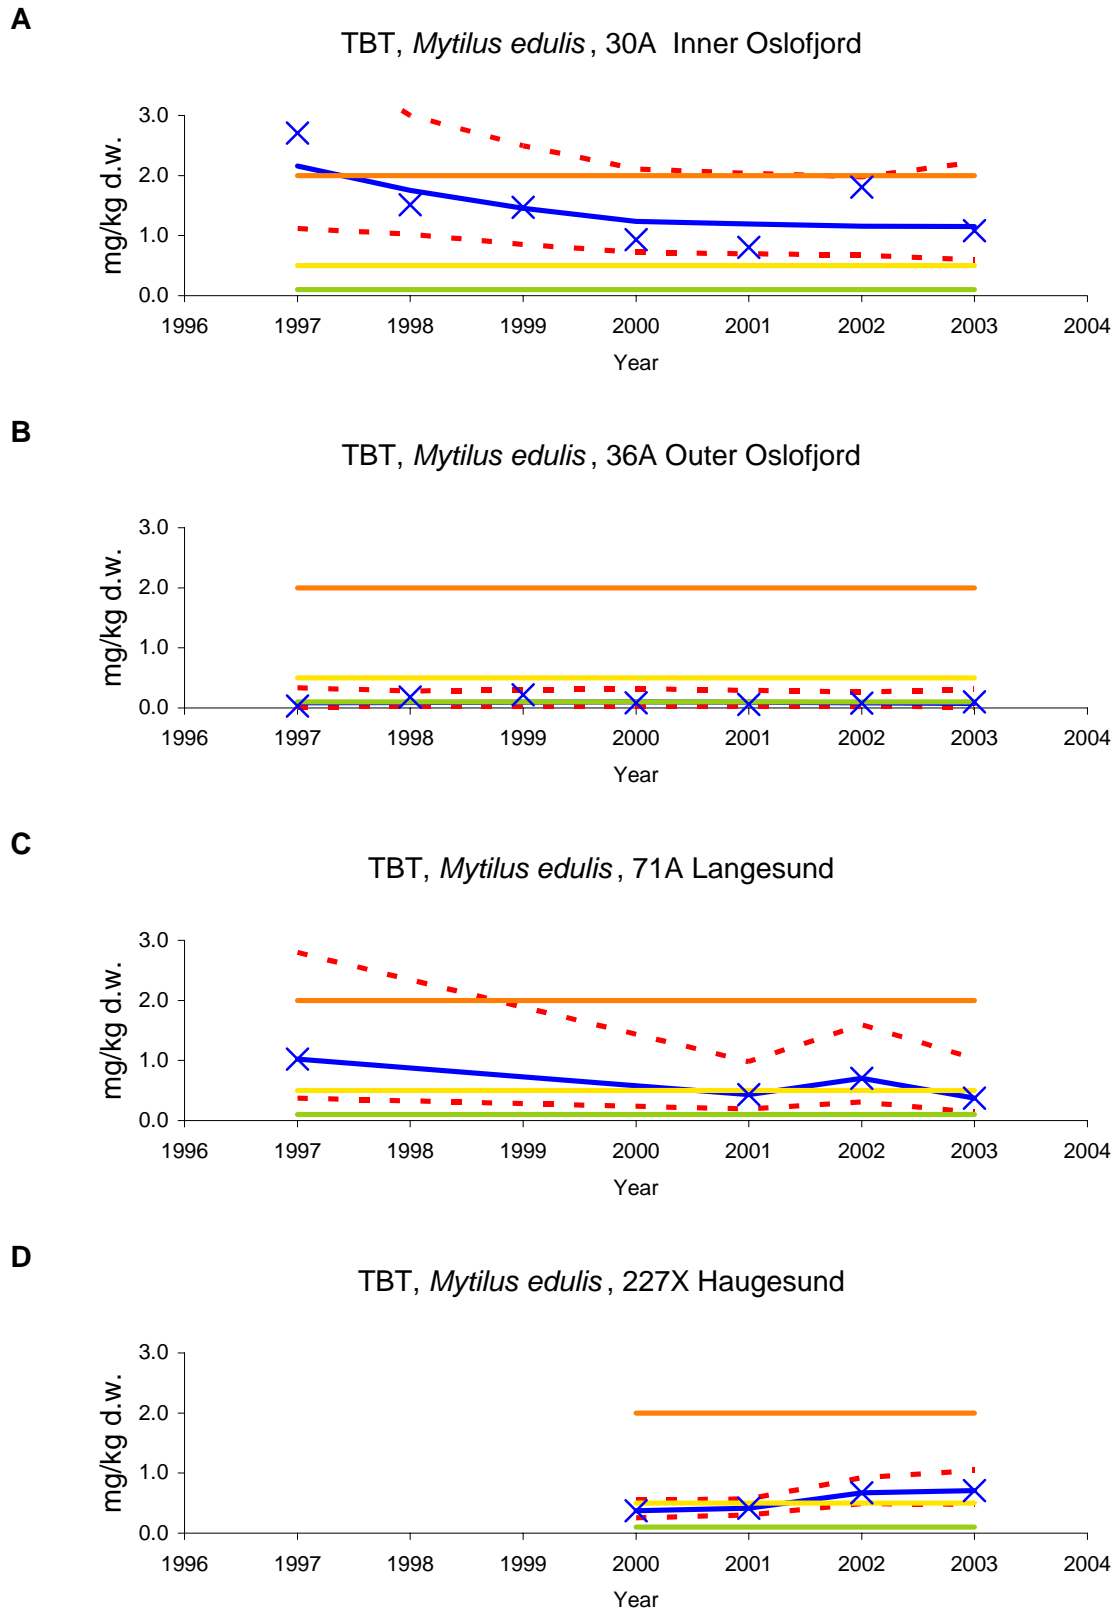 A
TBT, Mytilus edulis, 30A Inner Oslofjord
mg/kg d.w.
3.0
2.0
1.0
0.0
1996 1997 1998 1999 2000 2001 2002 2003 2004
Year
B
TBT, Mytilus edulis, 36A Outer Oslofjord
mg/kg d.w.
3.0
2.0
1.0
0.0
1996 1997 1998 1999 2000 2001 2002 2003 2004
Year
C
TBT, Mytilus edulis, 71A Langesund
mg/kg d.w.
3.0
2.0
1.0
0.0
1996 1997 1998 1999 2000 2001 2002 2003 2004
Year
D
TBT, Mytilus edulis, 227X Haugesund
mg/kg d.w.
3.0
2.0
1.0
0.0
1996 1997 1998 1999 2000 2001 2002 2003 2004
Year